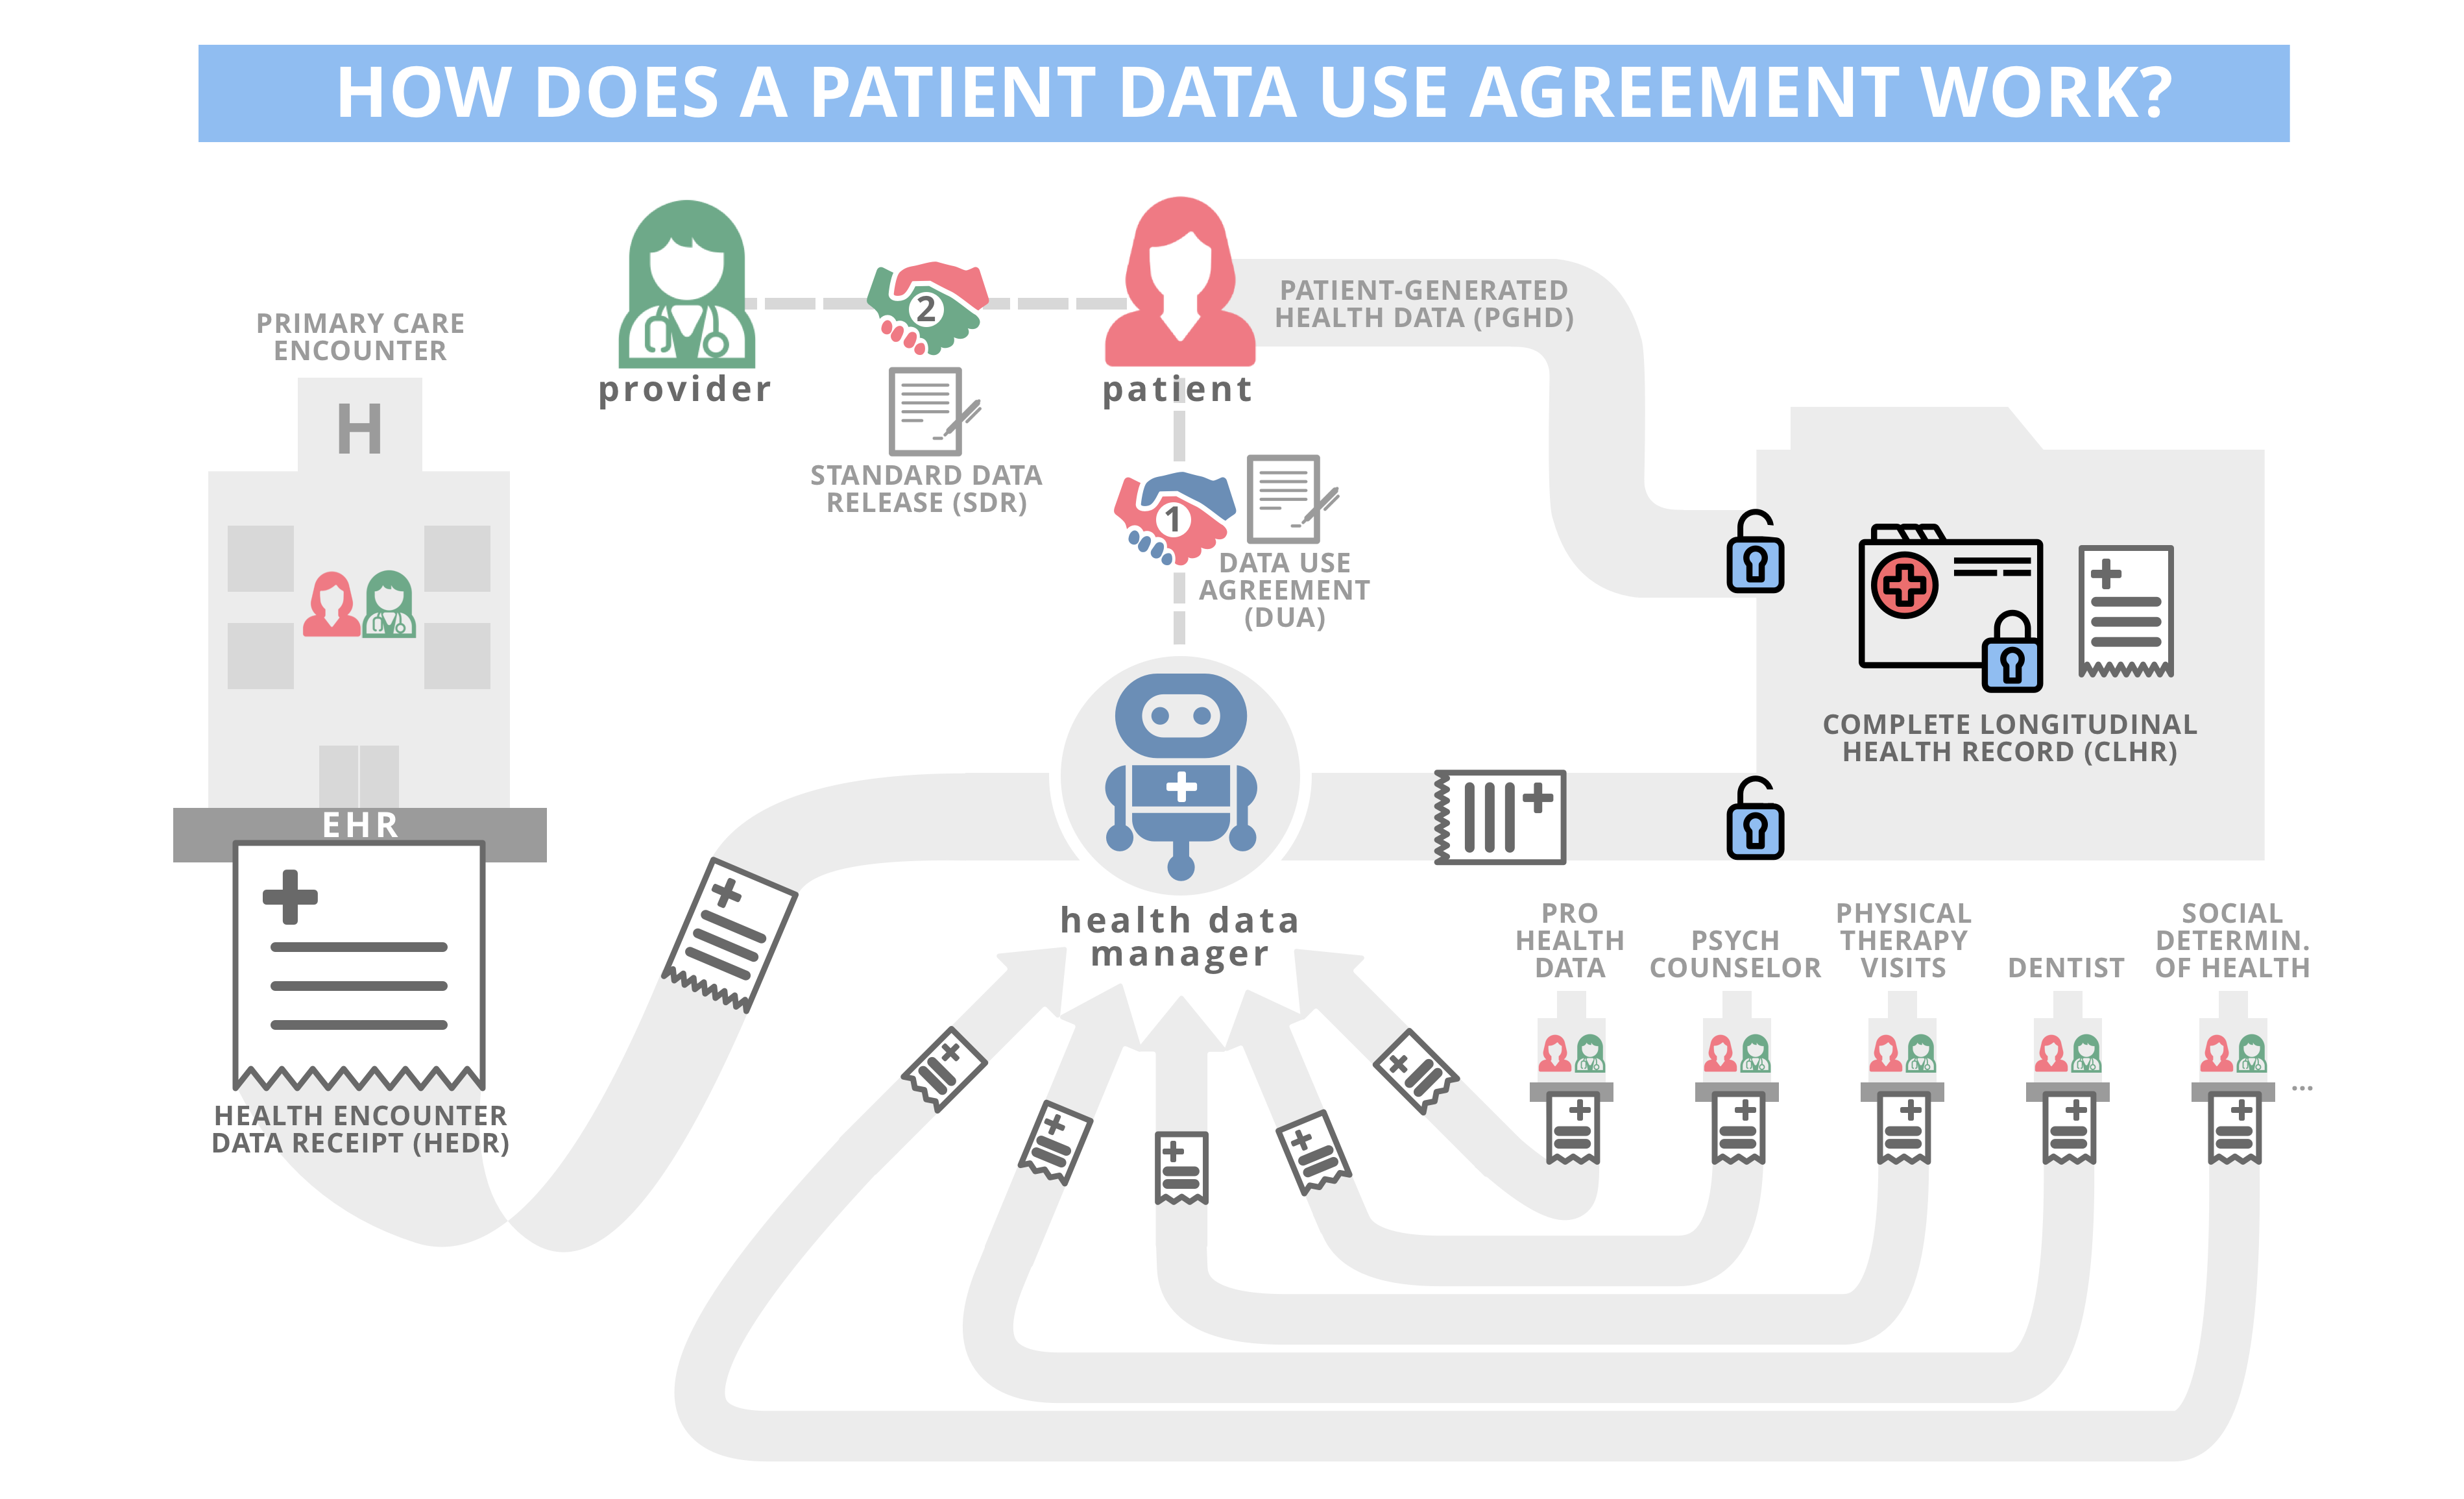 HOW DOES A PATIENT DATA USE AGREEMENT WORK?
PRIMARY CARE
ENCOUNTER
H
EHR
HEALTH ENCOUNTER
DATA RECEIPT (HEDR)
provider
2
STANDARD DATA
RELEASE (SDR)
patient
PATIENT-GENERATED
HEALTH DATA (PGHD)
1
DATA USE
AGREEMENT
(DUA)
health data
manager
COMPLETE LONGITUDINAL
HEALTH RECORD (CLHR)
PRO
HEALTH
DATA
PSYCH
COUNSELOR
PHYSICAL
THERAPY
VISITS
DENTIST
SOCIAL
DETERMIN.
OF HEALTH
...